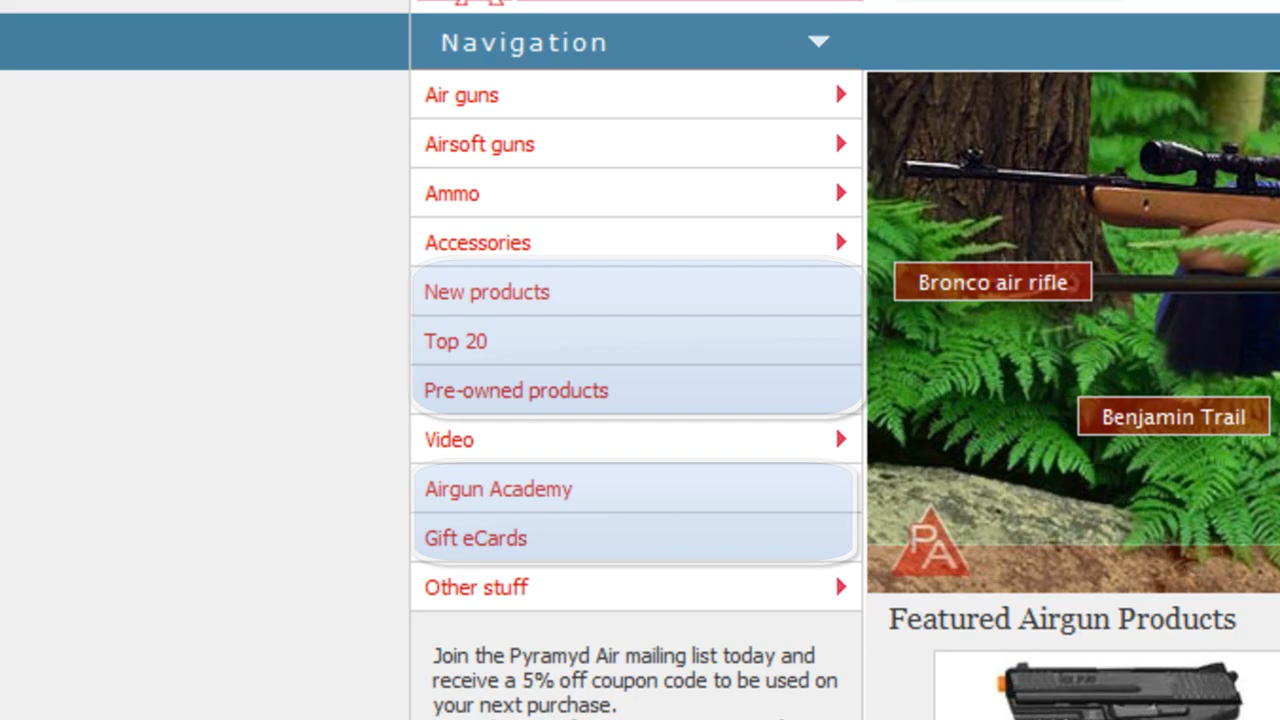 Navigation
Air guns
Airsoft guns
Ammo
Accessories
New products
Top 20
Pre-owned products
Video
Airgun Academy
Gift eCards
Other stuff
Join the Pyramyd Air mailing list today and
receive a 5% off coupon code to be used on
your next purchase.
Bronco air rifle
Benjamin Trail
PA
Featured Airgun Products